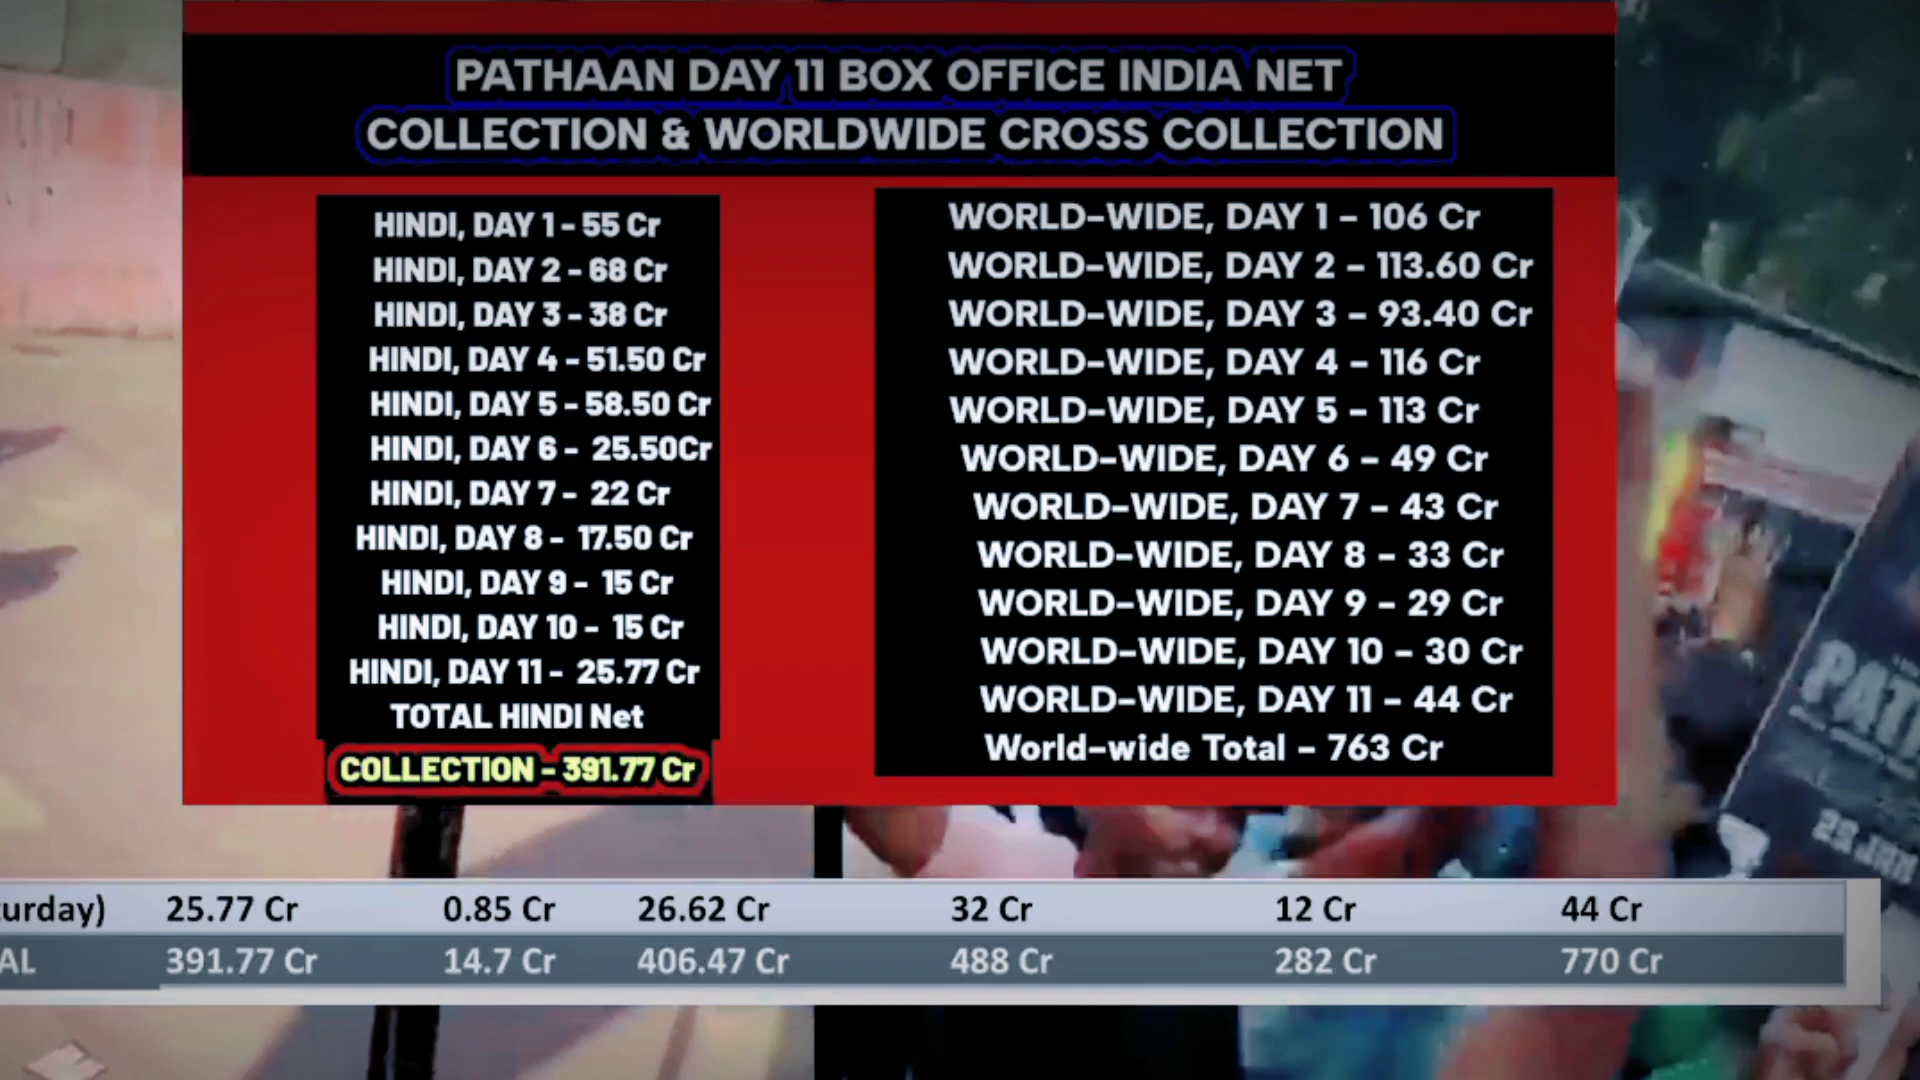 PATHAAN DAY 11 BOX OFFICE INDIA NET
COLLECTION & WORLDWIDE CROSS COLLECTION
HINDI, DAY 1 - 55 Cr
HINDI, DAY 2 - 68 Cr
HINDI, DAY 3 - 38 Cr
HINDI, DAY 4 - 51.50 Cr
HINDI, DAY 5 - 58.50 Cr
HINDI, DAY 6 - 25.50Cr
HINDI, DAY 7 - 22 Cr
HINDI, DAY 8 - 17.50 Cr
HINDI, DAY 9 - 15 Cr
HINDI, DAY 10 - 15 Cr
HINDI, DAY 11 - 25.77 Cr
TOTAL HINDI Net
COLLECTION - 391.77 Cr
WORLD-WIDE, DAY 1 - 106 Cr
WORLD-WIDE, DAY 2 - 113.60 Cr
WORLD-WIDE, DAY 3 - 93.40 Cr
WORLD-WIDE, DAY 4 - 116 Cr
WORLD-WIDE, DAY 5 - 113 Cr
WORLD-WIDE, DAY 6 - 49 Cr
WORLD-WIDE, DAY 7 - 43 Cr
WORLD-WIDE, DAY 8 - 33 Cr
WORLD-WIDE, DAY 9 - 29 Cr
WORLD-WIDE, DAY 10 - 30 Cr
WORLD-WIDE, DAY 11 - 44 Cr
World-wide Total - 763 Cr
PAT
25 JAN
turday) 25.77 Cr 0.85 Cr 26.62 Cr 32 Cr 12 Cr 44 Cr
AL 391.77 Cr 14.7 Cr 406.47 Cr 488 Cr 282 Cr 770 Cr